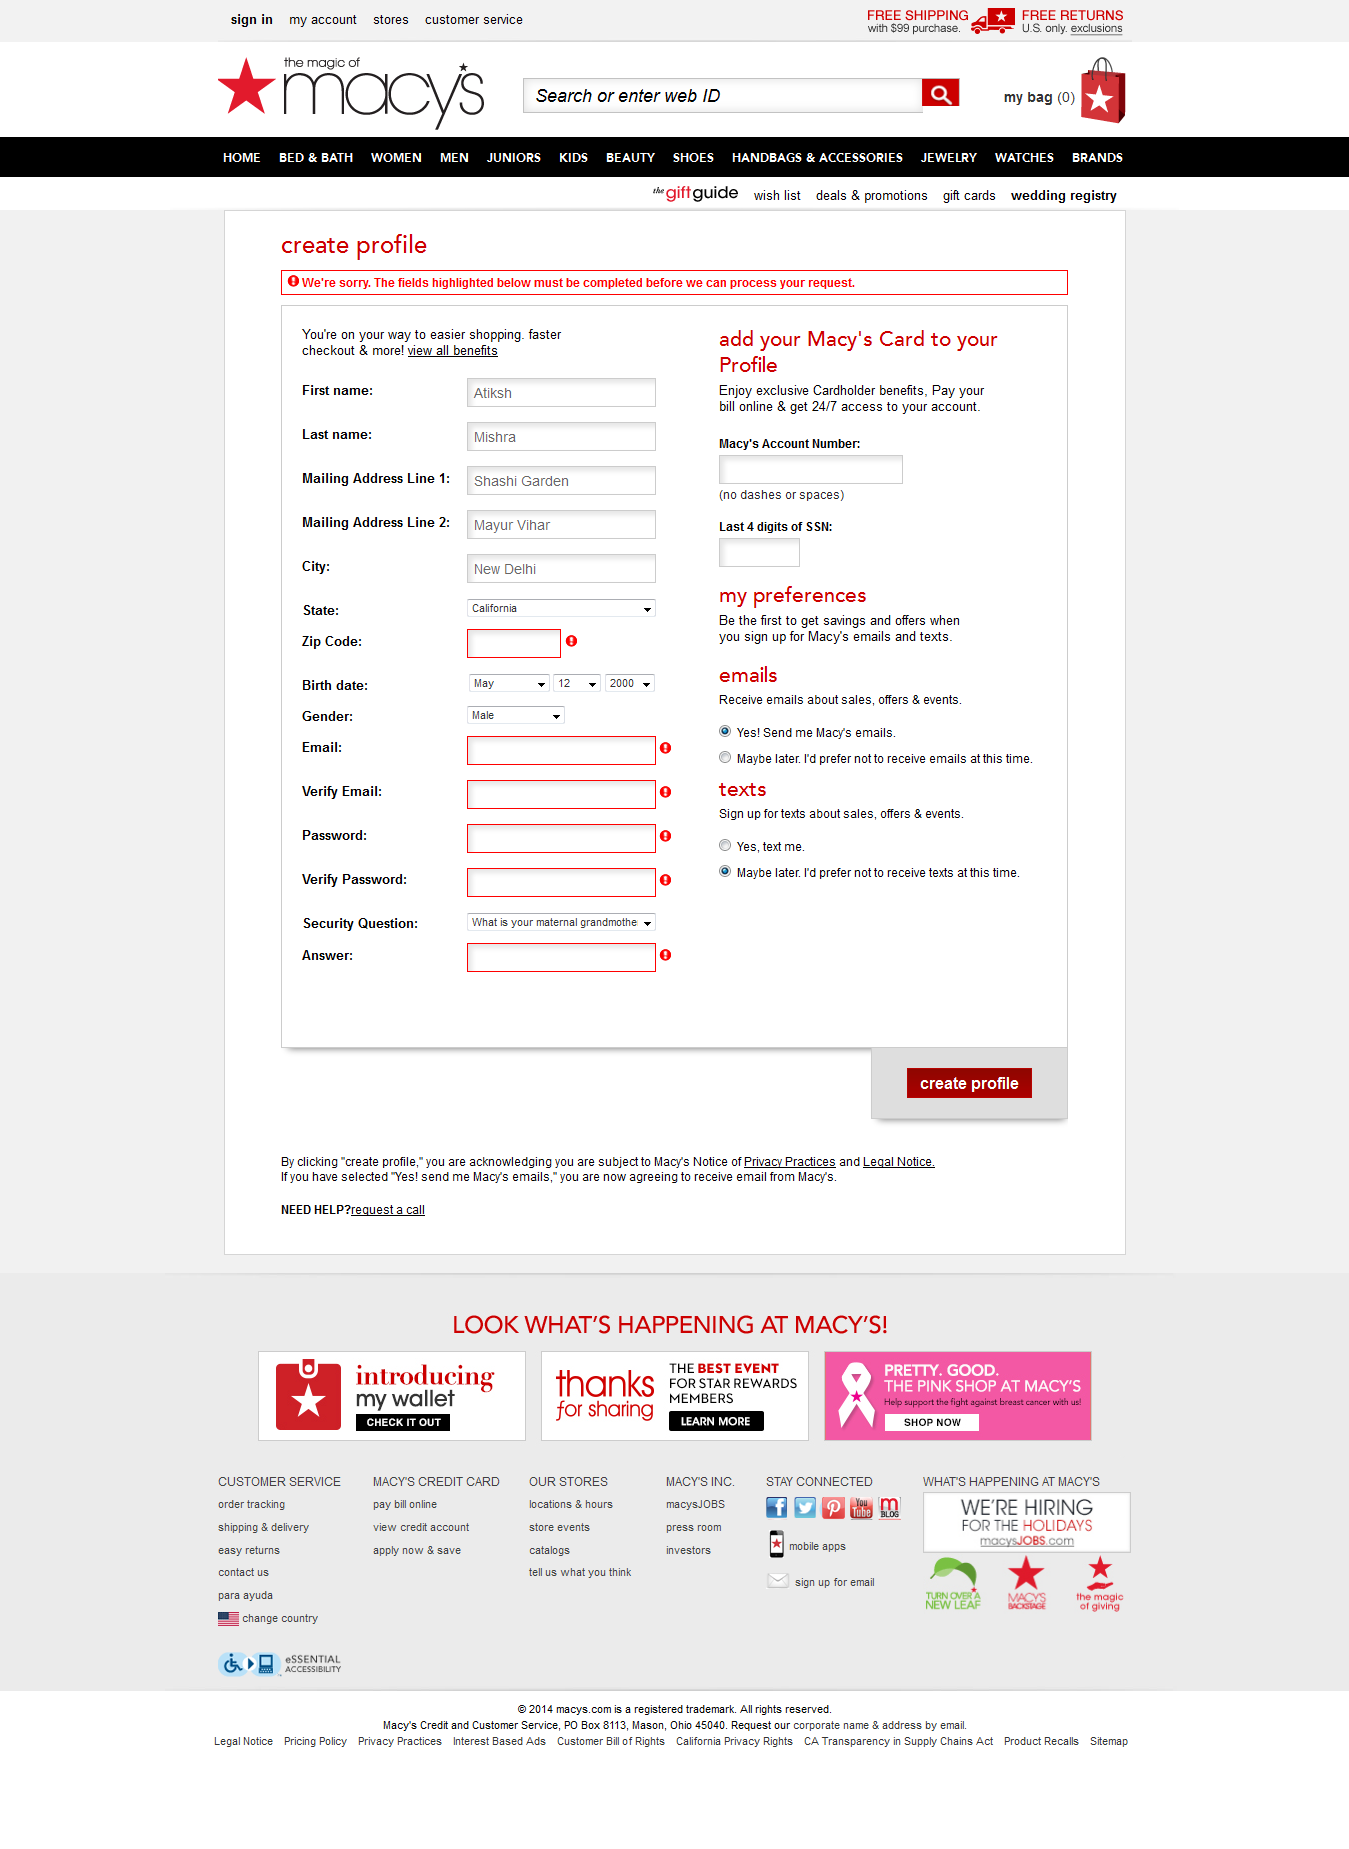 sign in my account stores customer service
FREE SHIPPING with $99 purchase. FREE RETURNS U.S. only. exclusions
the magic of
macy's
Search or enter web ID
my bag (0)
HOME BED & BATH WOMEN MEN JUNIORS KIDS BEAUTY SHOES HANDBAGS & ACCESSORIES JEWELRY WATCHES BRANDS
the giftguide wish list deals & promotions gift cards wedding registry
create profile
We're sorry. The fields highlighted below must be completed before we can process your request.
You're on your way to easier shopping. faster
checkout & more! view all benefits
First name: Atiksh
Last name: Mishra
Mailing Address Line 1: Shashi Garden
Mailing Address Line 2: Mayur Vihar
City: New Delhi
State: California
Zip Code:
Birth date: May 12 2000
Gender: Male
Email:
Verify Email:
Password:
Verify Password:
Security Question: What is your maternal grandmothe
Answer:
add your Macy's Card to your
Profile
Enjoy exclusive Cardholder benefits, Pay your
bill online & get 24/7 access to your account.
Macy's Account Number:
(no dashes or spaces)
Last 4 digits of SSN:
my preferences
Be the first to get savings and offers when
you sign up for Macy's emails and texts.
emails
Receive emails about sales, offers & events.
Yes! Send me Macy's emails.
Maybe later. I'd prefer not to receive emails at this time.
texts
Sign up for texts about sales, offers & events.
Yes, text me.
Maybe later. I'd prefer not to receive texts at this time.
create profile
By clicking "create profile," you are acknowledging you are subject to Macy's Notice of Privacy Practices and Legal Notice.
If you have selected "Yes! send me Macy's emails," you are now agreeing to receive email from Macy's.
NEED HELP?request a call
LOOK WHAT'S HAPPENING AT MACY'S!
introducing
my wallet
CHECK IT OUT
thanks
for sharing
THE BEST EVENT
FOR STAR REWARDS
MEMBERS
LEARN MORE
PRETTY. GOOD.
THE PINK SHOP AT MACY'S
Help support the fight against breast cancer with us!
SHOP NOW
CUSTOMER SERVICE
order tracking
shipping & delivery
easy returns
contact us
para ayuda
change country
eSSENTIAL
ACCESSIBILITY
MACY'S CREDIT CARD
pay bill online
view credit account
apply now & save
OUR STORES
locations & hours
store events
catalogs
tell us what you think
MACY'S INC.
macysJOBS
press room
investors
STAY CONNECTED
You Tube
m BLOG
mobile apps
sign up for email
WHAT'S HAPPENING AT MACY'S
WE'RE HIRING
FOR THE HOLIDAYS
macysJOBS.com
TURN OVER A
NEW LEAF
MACY'S
BACKSTAGE
the magic
of giving
© 2014 macys.com is a registered trademark. All rights reserved.
Macy's Credit and Customer Service, PO Box 8113, Mason, Ohio 45040. Request our corporate name & address by email.
Legal Notice Pricing Policy Privacy Practices Interest Based Ads Customer Bill of Rights California Privacy Rights CA Transparency in Supply Chains Act Product Recalls Sitemap